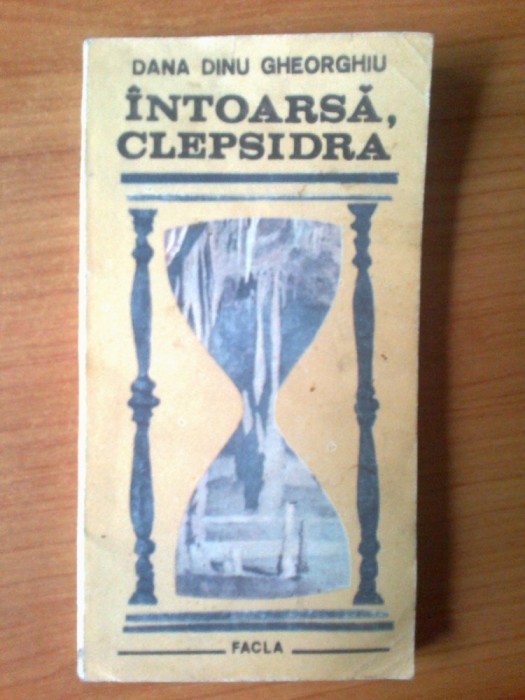 DANA DINU GHEORGHIU
ÎNTOARSĂ,
CLEPSIDRA
FACLA